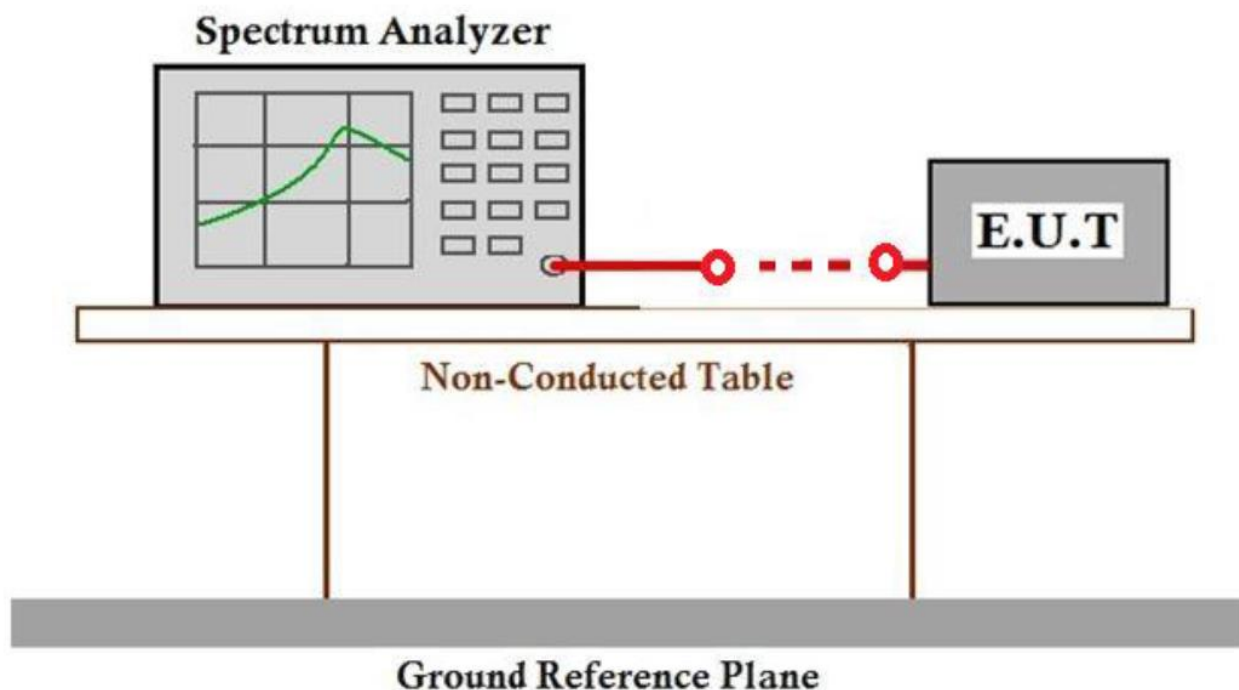 Spectrum Analyzer
E.U.T
Non-Conducted Table
Ground Reference Plane